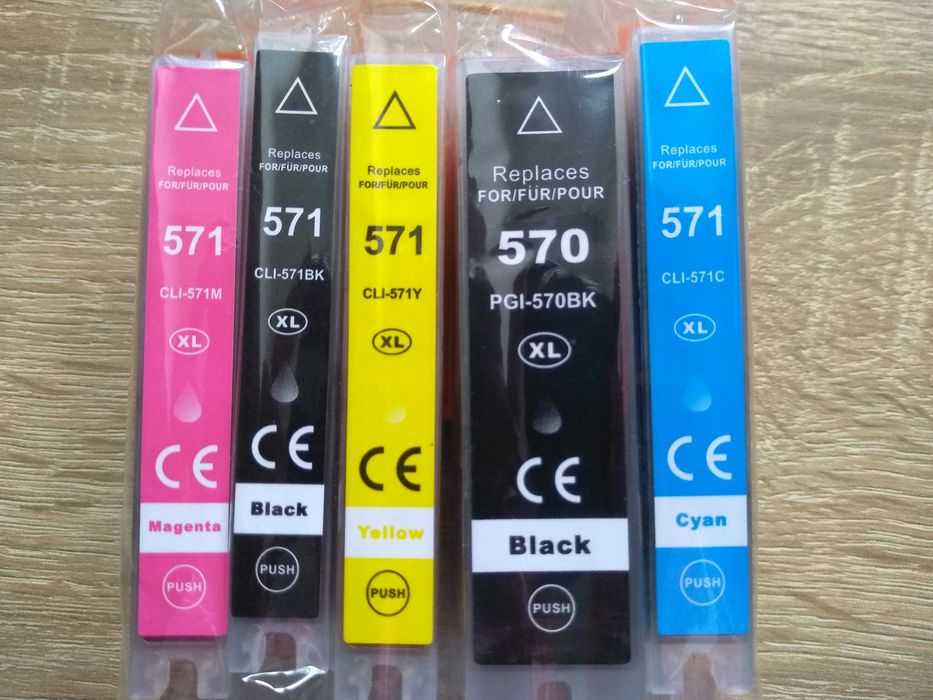 Replaces
FOR/FÜR/POUR
571
CLI-571M
XL
CE
Magenta
PUSH
Replaces
FOR/FÜR/POUR
571
CLI-571BK
XL
CE
Black
PUSH
Replaces
FOR/FÜR/POUR
571
CLI-571Y
XL
CE
Yellow
PUSH
Replaces
FOR/FÜR/POUR
570
PGI-570BK
XL
CE
Black
PUSH
Replaces
FOR/FÜR/POUR
571
CLI-571C
XL
CE
Cyan
PUSH